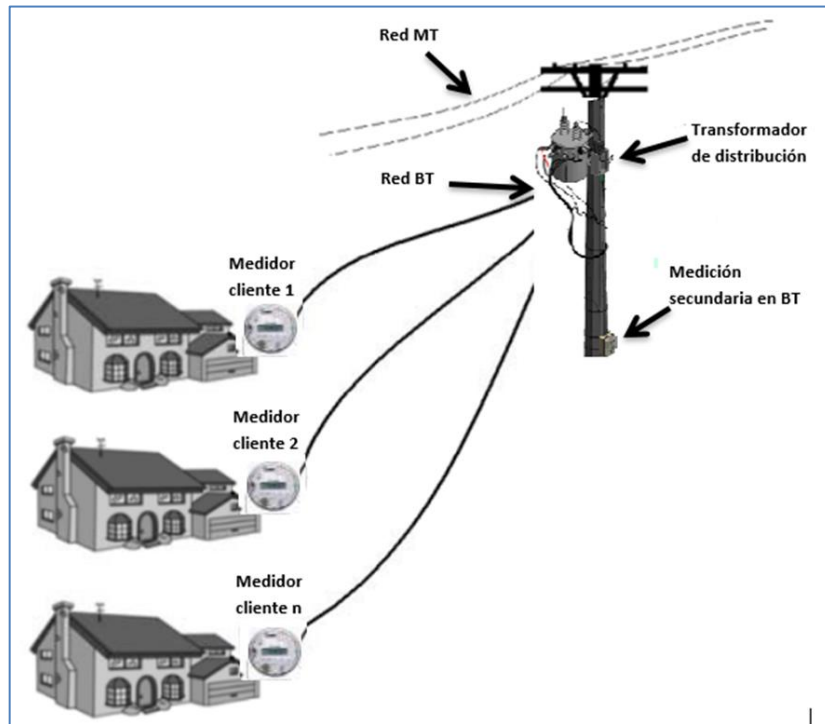 Red MT
Transformador
de distribución
Red BT
Medidor
cliente 1
Medición
secundaria en BT
Medidor
cliente 2
Medidor
cliente n